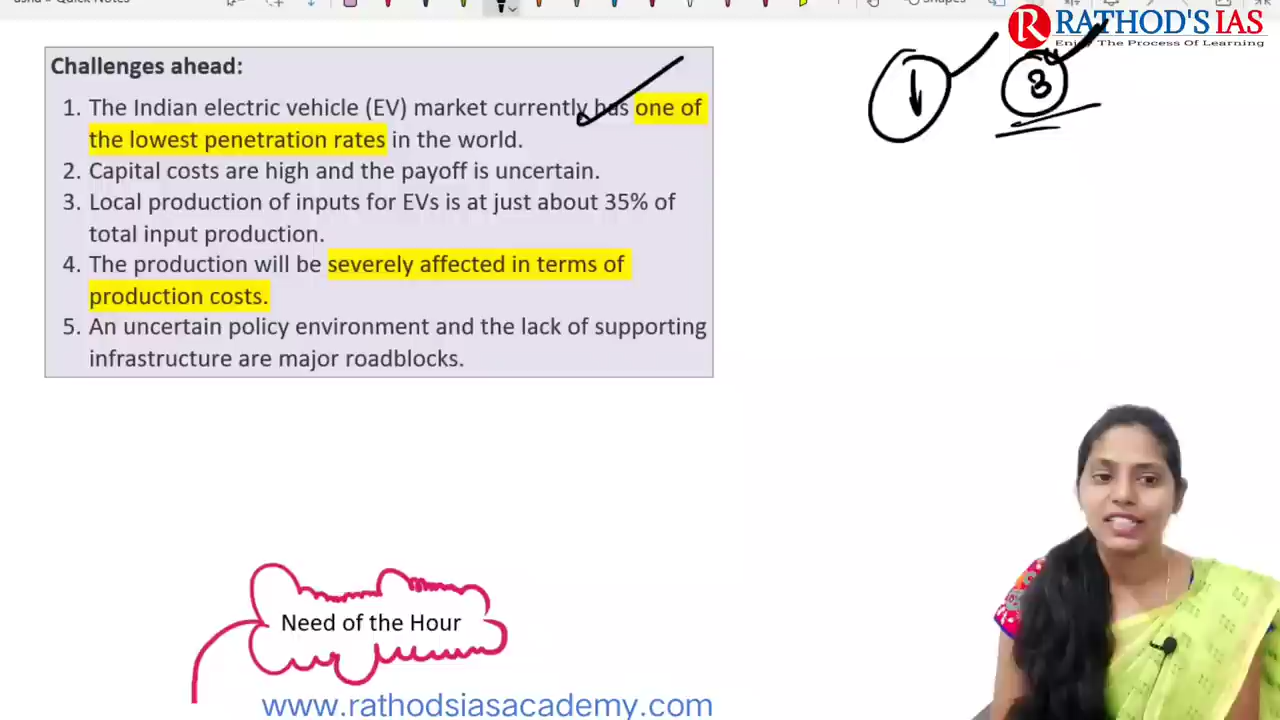 usha » Quick Notes
Shapes
RATHOD'S IAS
Enjoy The Process Of Learning
1 3
Challenges ahead:
1. The Indian electric vehicle (EV) market currently has one of
the lowest penetration rates in the world.
2. Capital costs are high and the payoff is uncertain.
3. Local production of inputs for EVs is at just about 35% of
total input production.
4. The production will be severely affected in terms of
production costs.
5. An uncertain policy environment and the lack of supporting
infrastructure are major roadblocks.
Need of the Hour
www.rathodsiasacademy.com